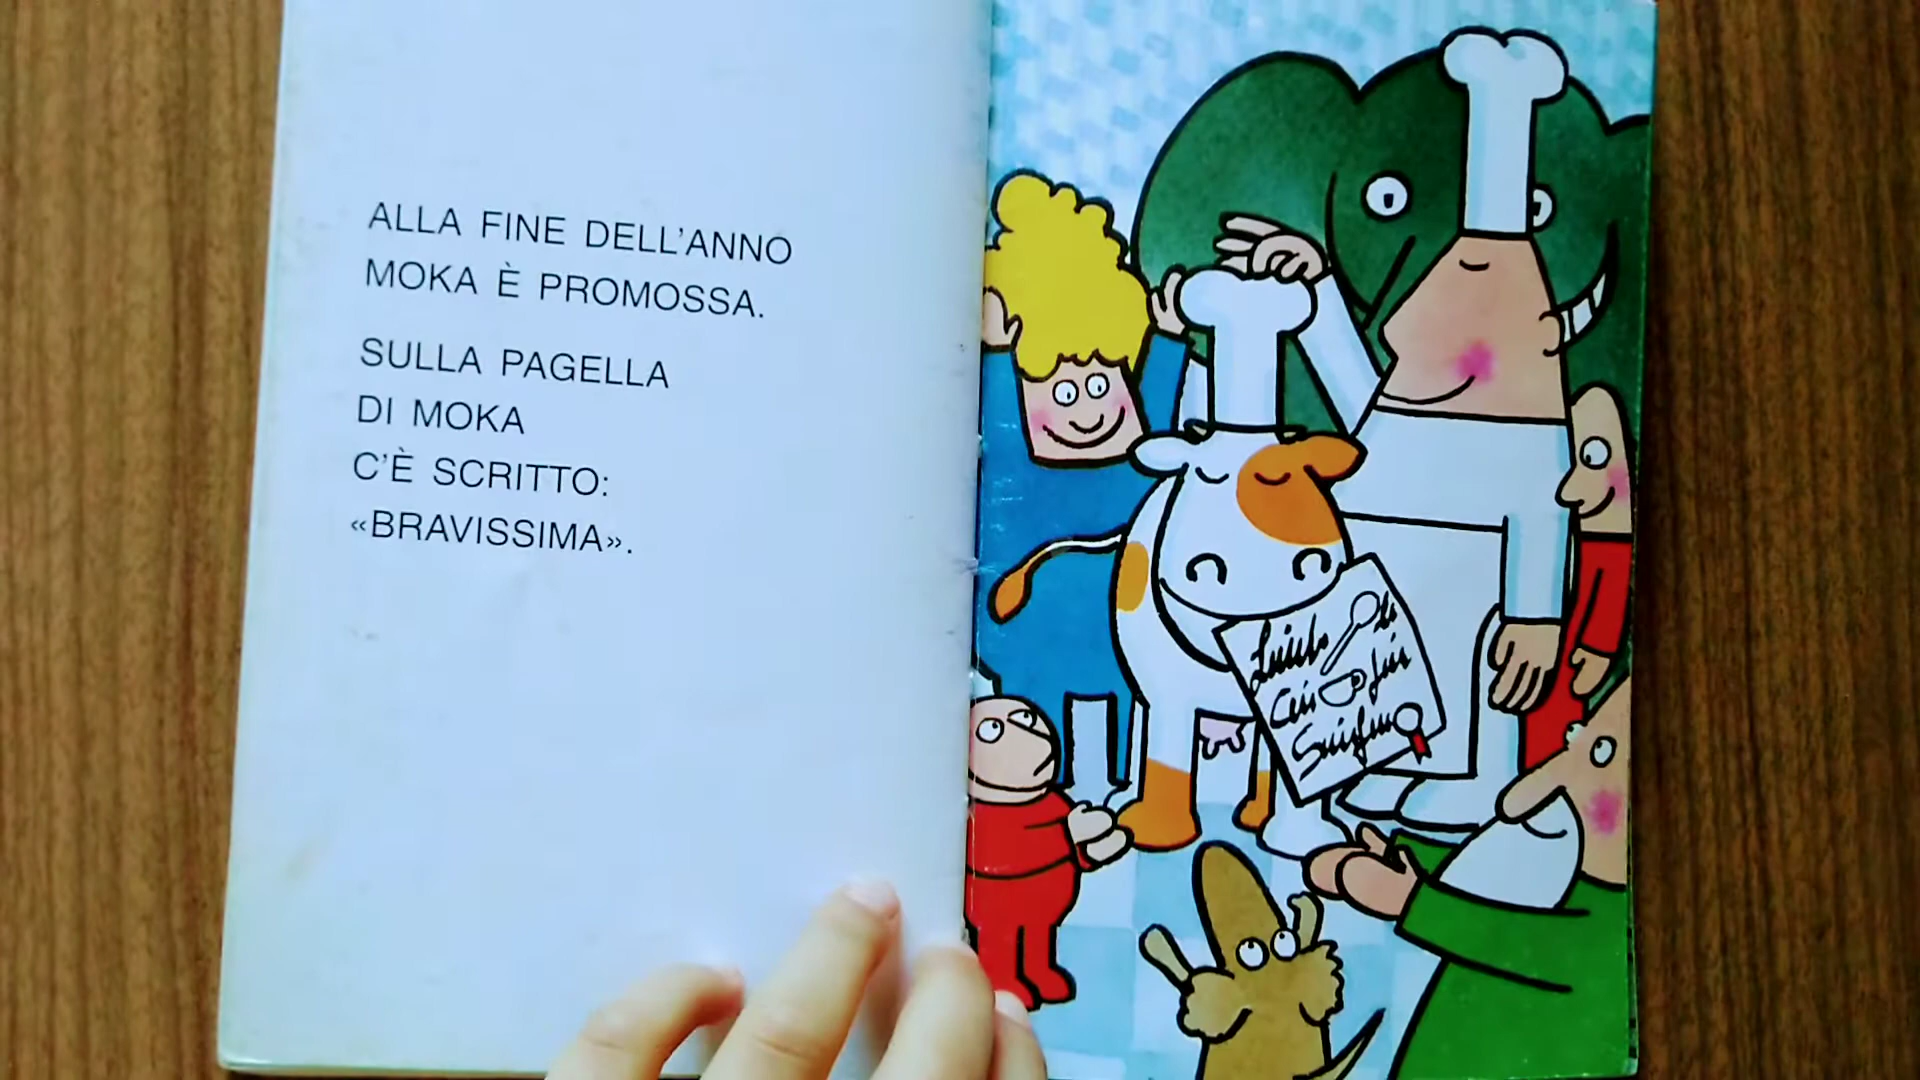 ALLA FINE DELL'ANNO
MOKA È PROMOSSA.
SULLA PAGELLA
DI MOKA
C'È SCRITTO:
«BRAVISSIMA».